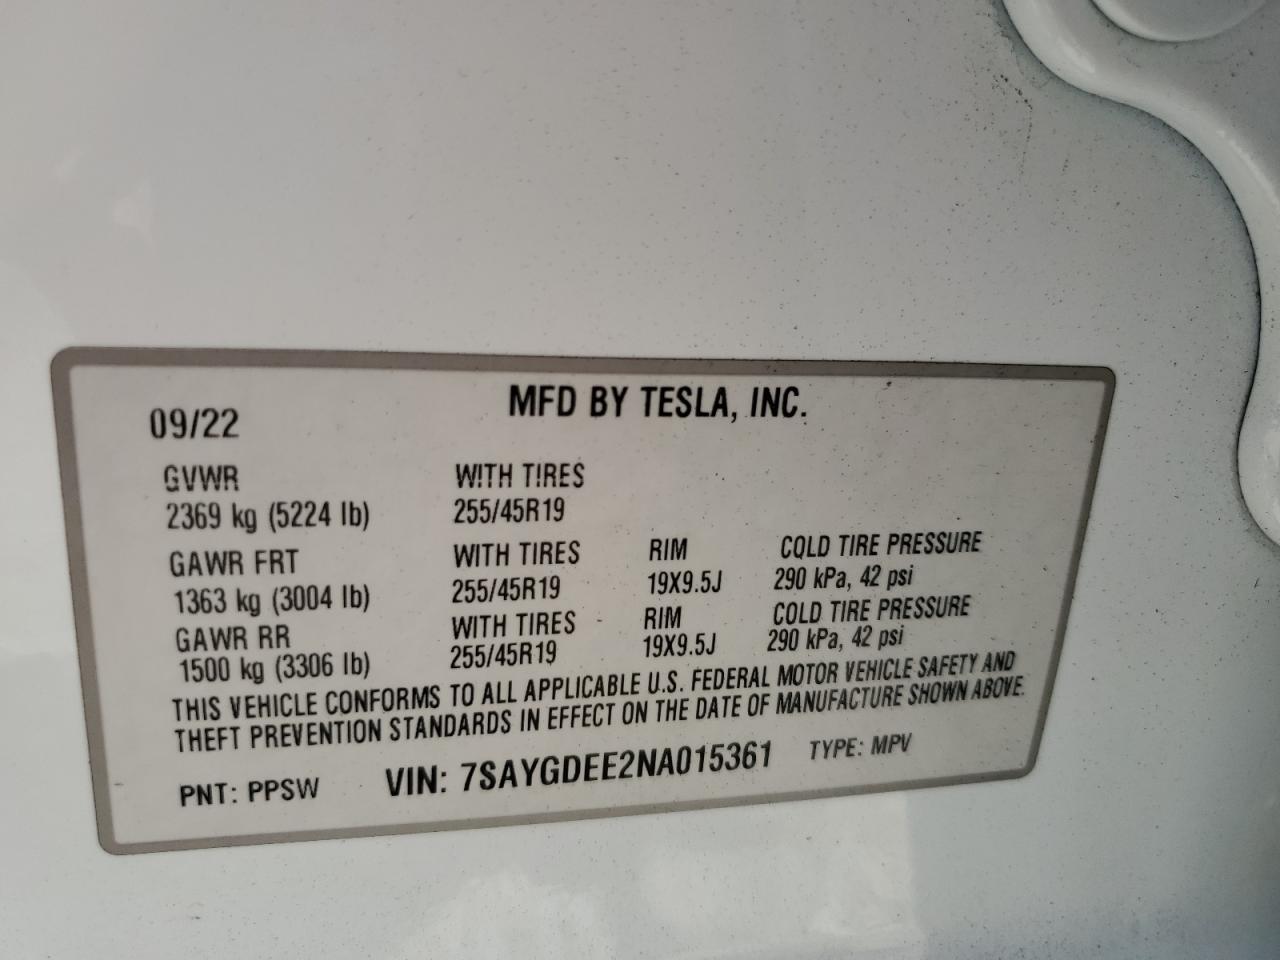 MFD BY TESLA, INC.
09/22
GVWR WITH TIRES
2369 kg (5224 lb) 255/45R19
GAWR FRT WITH TIRES RIM COLD TIRE PRESSURE
1363 kg (3004 lb) 255/45R19 19X9.5J 290 kPa, 42 psi
GAWR RR WITH TIRES RIM COLD TIRE PRESSURE
1500 kg (3306 lb) 255/45R19 19X9.5J 290 kPa, 42 psi
THIS VEHICLE CONFORMS TO ALL APPLICABLE U.S. FEDERAL MOTOR VEHICLE SAFETY AND
THEFT PREVENTION STANDARDS IN EFFECT ON THE DATE OF MANUFACTURE SHOWN ABOVE.
PNT: PPSW VIN: 7SAYGDEE2NA015361 TYPE: MPV